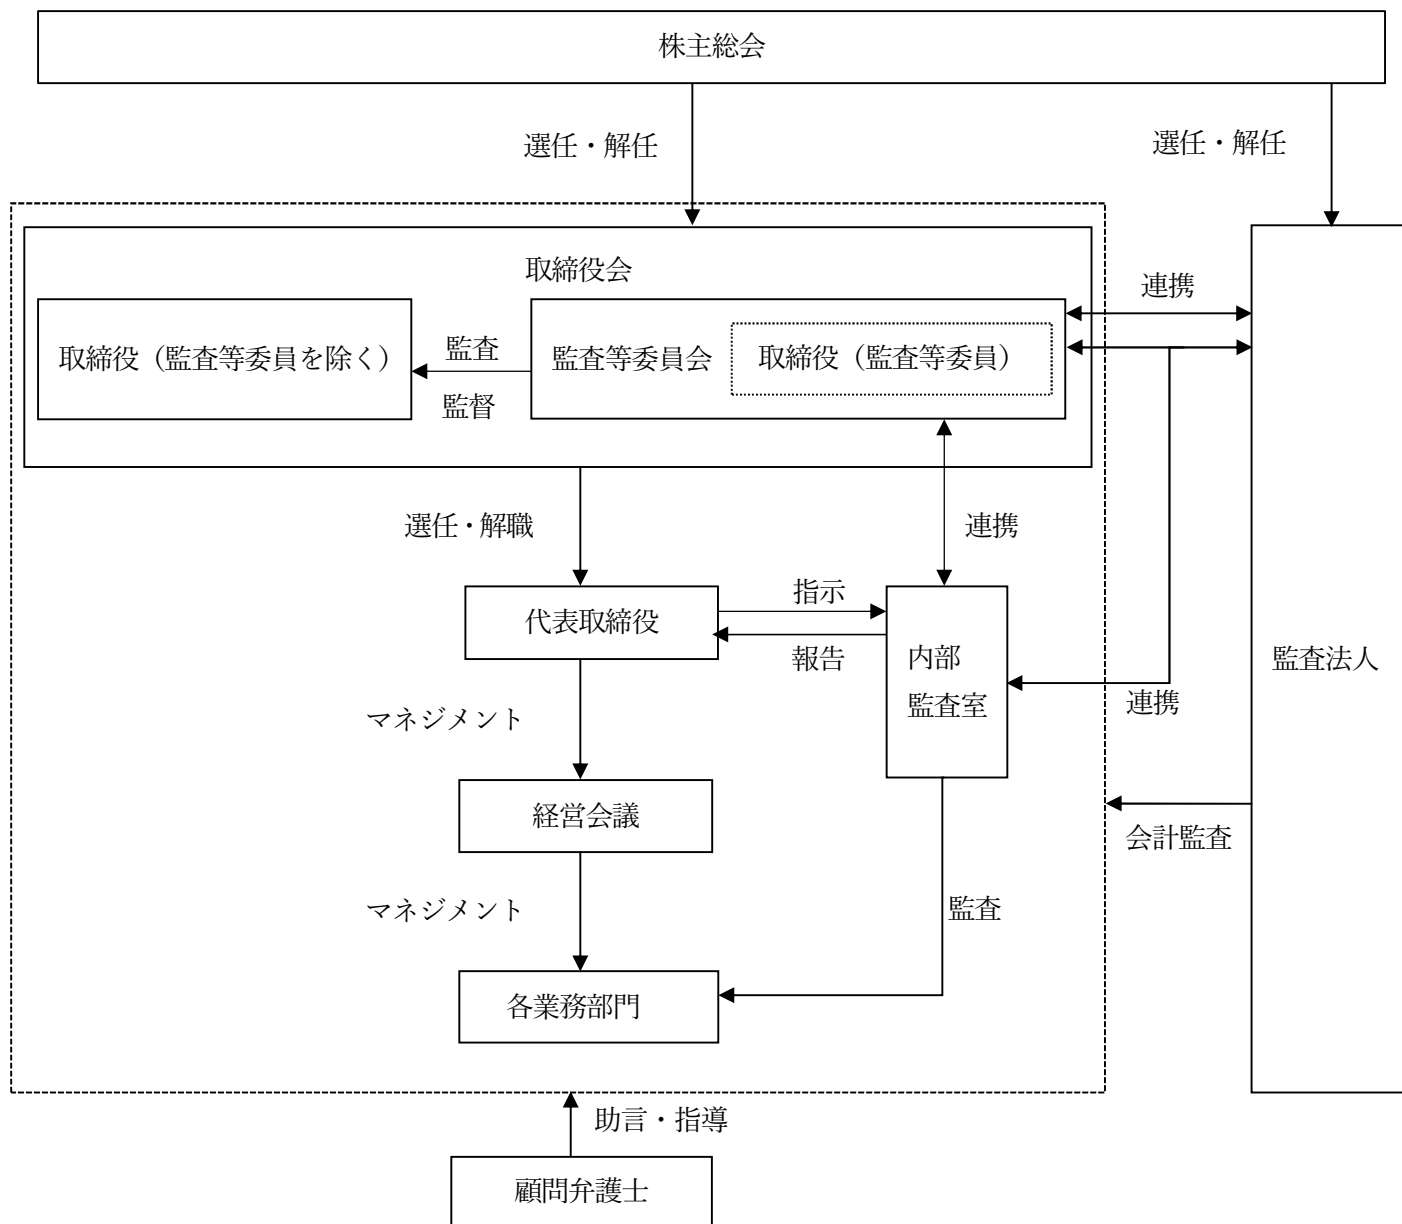 株主総会
選任・解任
選任・解任
取締役会
連携
取締役（監査等委員を除く）
監査
監督
監査等委員会
取締役（監査等委員）
選任・解職
連携
代表取締役
指示
報告
内部
監査室
監査法人
連携
マネジメント
経営会議
会計監査
マネジメント
監査
各業務部門
助言・指導
顧問弁護士